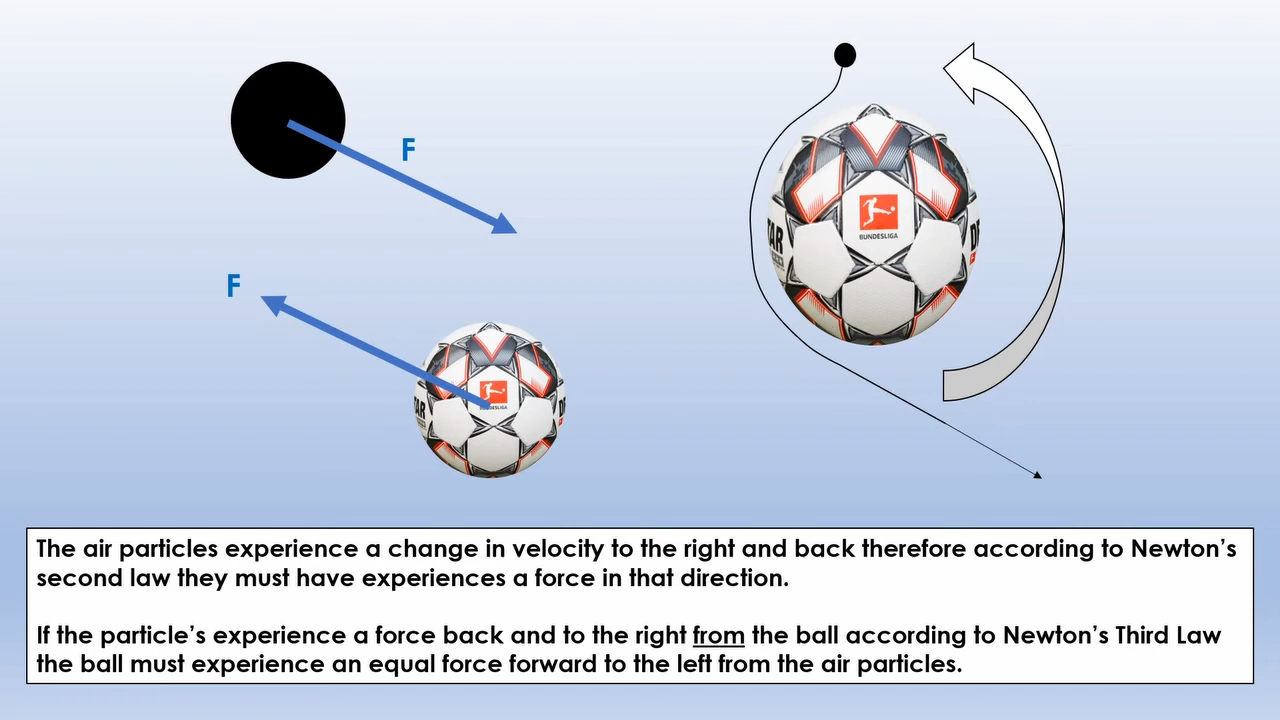 F
F
BUNDESLIGA
TAR
DE
BUNDESLIGA
TAR
The air particles experience a change in velocity to the right and back therefore according to Newton's
second law they must have experiences a force in that direction.
If the particle's experience a force back and to the right from the ball according to Newton's Third Law
the ball must experience an equal force forward to the left from the air particles.